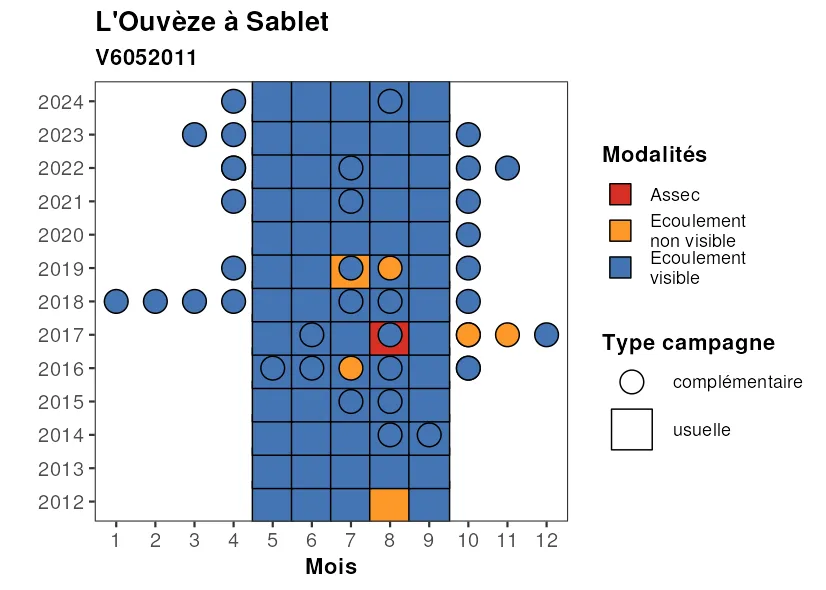 L'Ouvèze à Sablet
V6052011
2024
2023
2022
2021
2020
2019
2018
2017
2016
2015
2014
2013
2012
1 2 3 4 5 6 7 8 9 10 11 12
Mois
Modalités
Assec
Ecoulement
non visible
Ecoulement
visible
Type campagne
complémentaire
usuelle